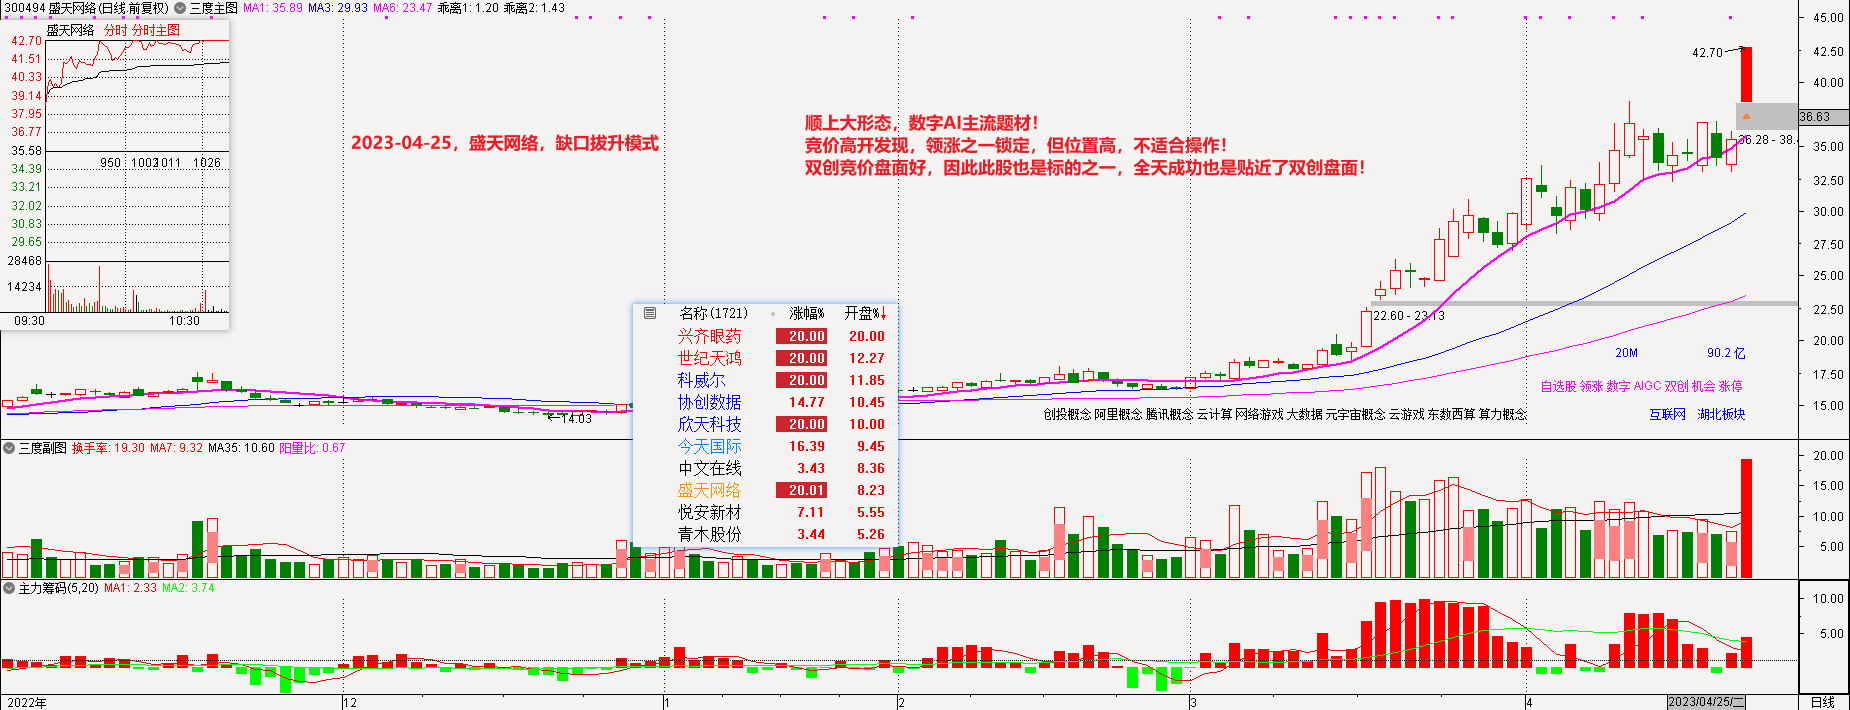 300494 盛天网络(日线.前复权) 三度主图 MA1: 35.89 MA3: 29.93 MA6: 23.47 乖离1: 1.20 乖离2: 1.43
盛天网络 分时 分时主图
42.70
41.51
40.33
39.14
37.95
36.77
35.58
34.39
33.21
32.02
30.83
29.65
28468
14234
950 1002 1011 1026
09:30 10:30
2023-04-25，盛天网络，缺口拔升模式
顺上大形态，数字AI主流题材！
竞价高开发现，领涨之一锁定，但位置高，不适合操作！
双创竞价盘面好，因此此股也是标的之一，全天成功也是贴近了双创盘面！
42.70
36.28 - 38.
22.60 - 23.13
14.03
20M 90.2 亿
自选股 领涨 数字 AIGC 双创 机会 涨停
创投概念 阿里概念 腾讯概念 云计算 网络游戏 大数据 元宇宙概念 云游戏 东数西算 算力概念
互联网 湖北板块
45.00
42.50
40.00
36.63
35.00
32.50
30.00
27.50
25.00
22.50
20.00
17.50
15.00
名称(1721) 涨幅% 开盘%↓
兴齐眼药 20.00 20.00
世纪天鸿 20.00 12.27
科威尔 20.00 11.85
协创数据 14.77 10.45
欣天科技 20.00 10.00
今天国际 16.39 9.45
中文在线 3.43 8.36
盛天网络 20.01 8.23
悦安新材 7.11 5.55
青木股份 3.44 5.26
三度副图 换手率: 19.30 MA7: 9.32 MA35: 10.60 阳量比: 0.67
20.00
15.00
10.00
5.00
主力筹码(5,20) MA1: 2.33 MA2: 3.74
10.00
5.00
2022年 12 1 2 3 4 2023/04/25/二 日线